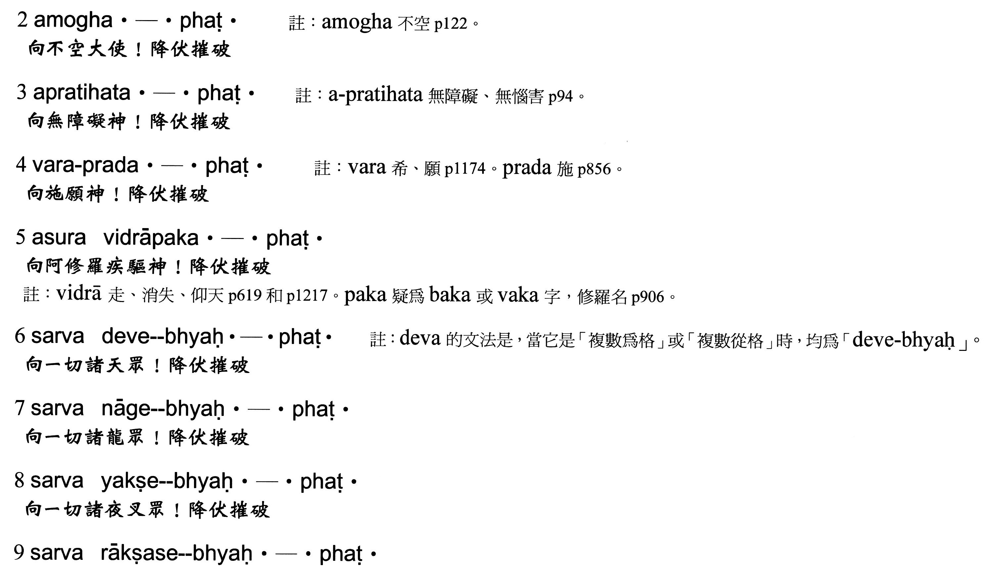 2 amogha • — • phaṭ • 註：amogha 不空 p122。
向不空大使！降伏摧破
3 apratihata • — • phaṭ • 註：a-pratihata 無障礙、無惱害 p94。
向無障礙神！降伏摧破
4 vara-prada • — • phaṭ • 註：vara 希、願 p1174。prada 施 p856。
向施願神！降伏摧破
5 asura vidrāpaka • — • phaṭ •
向阿修羅疾驅神！降伏摧破
註：vidrā 走、消失、仰天 p619 和 p1217。paka 疑爲 baka 或 vaka 字，修羅名 p906。
6 sarva deve--bhyaḥ • — • phaṭ • 註：deva 的文法是，當它是「複數爲格」或「複數從格」時，均爲「deve-bhyaḥ」。
向一切諸天眾！降伏摧破
7 sarva nāge--bhyaḥ • — • phaṭ •
向一切諸龍眾！降伏摧破
8 sarva yakṣe--bhyaḥ • — • phaṭ •
向一切諸夜叉眾！降伏摧破
9 sarva rākṣase--bhyaḥ • — • phaṭ •